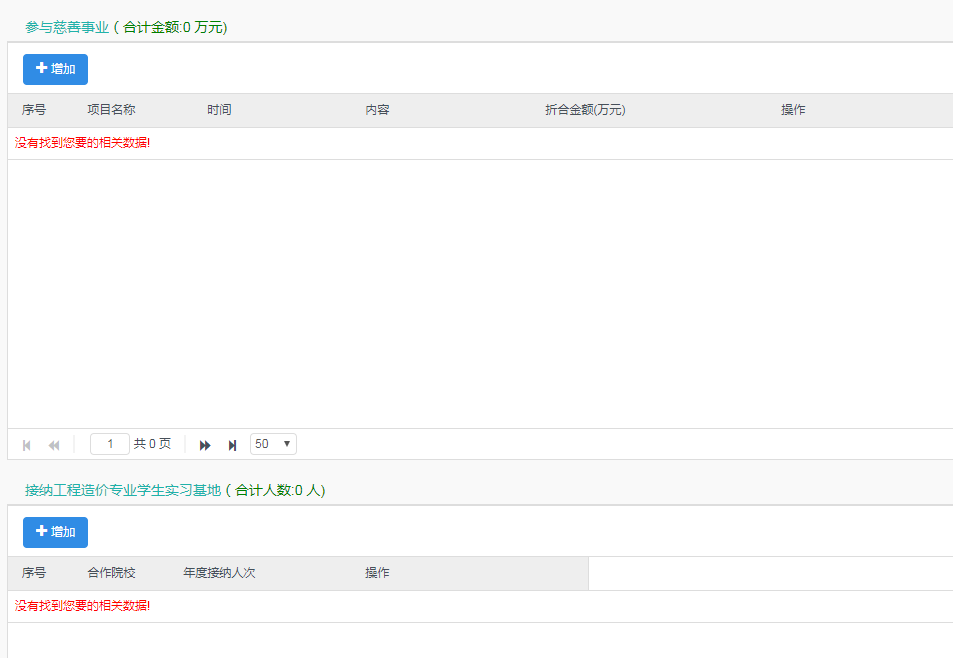 参与慈善事业 ( 合计金额:0 万元)
增加
序号 项目名称 时间 内容 折合金额(万元) 操作
没有找到您要的相关数据!
1 共 0 页 50
接纳工程造价专业学生实习基地 ( 合计人数:0 人)
增加
序号 合作院校 年度接纳人次 操作
没有找到您要的相关数据!